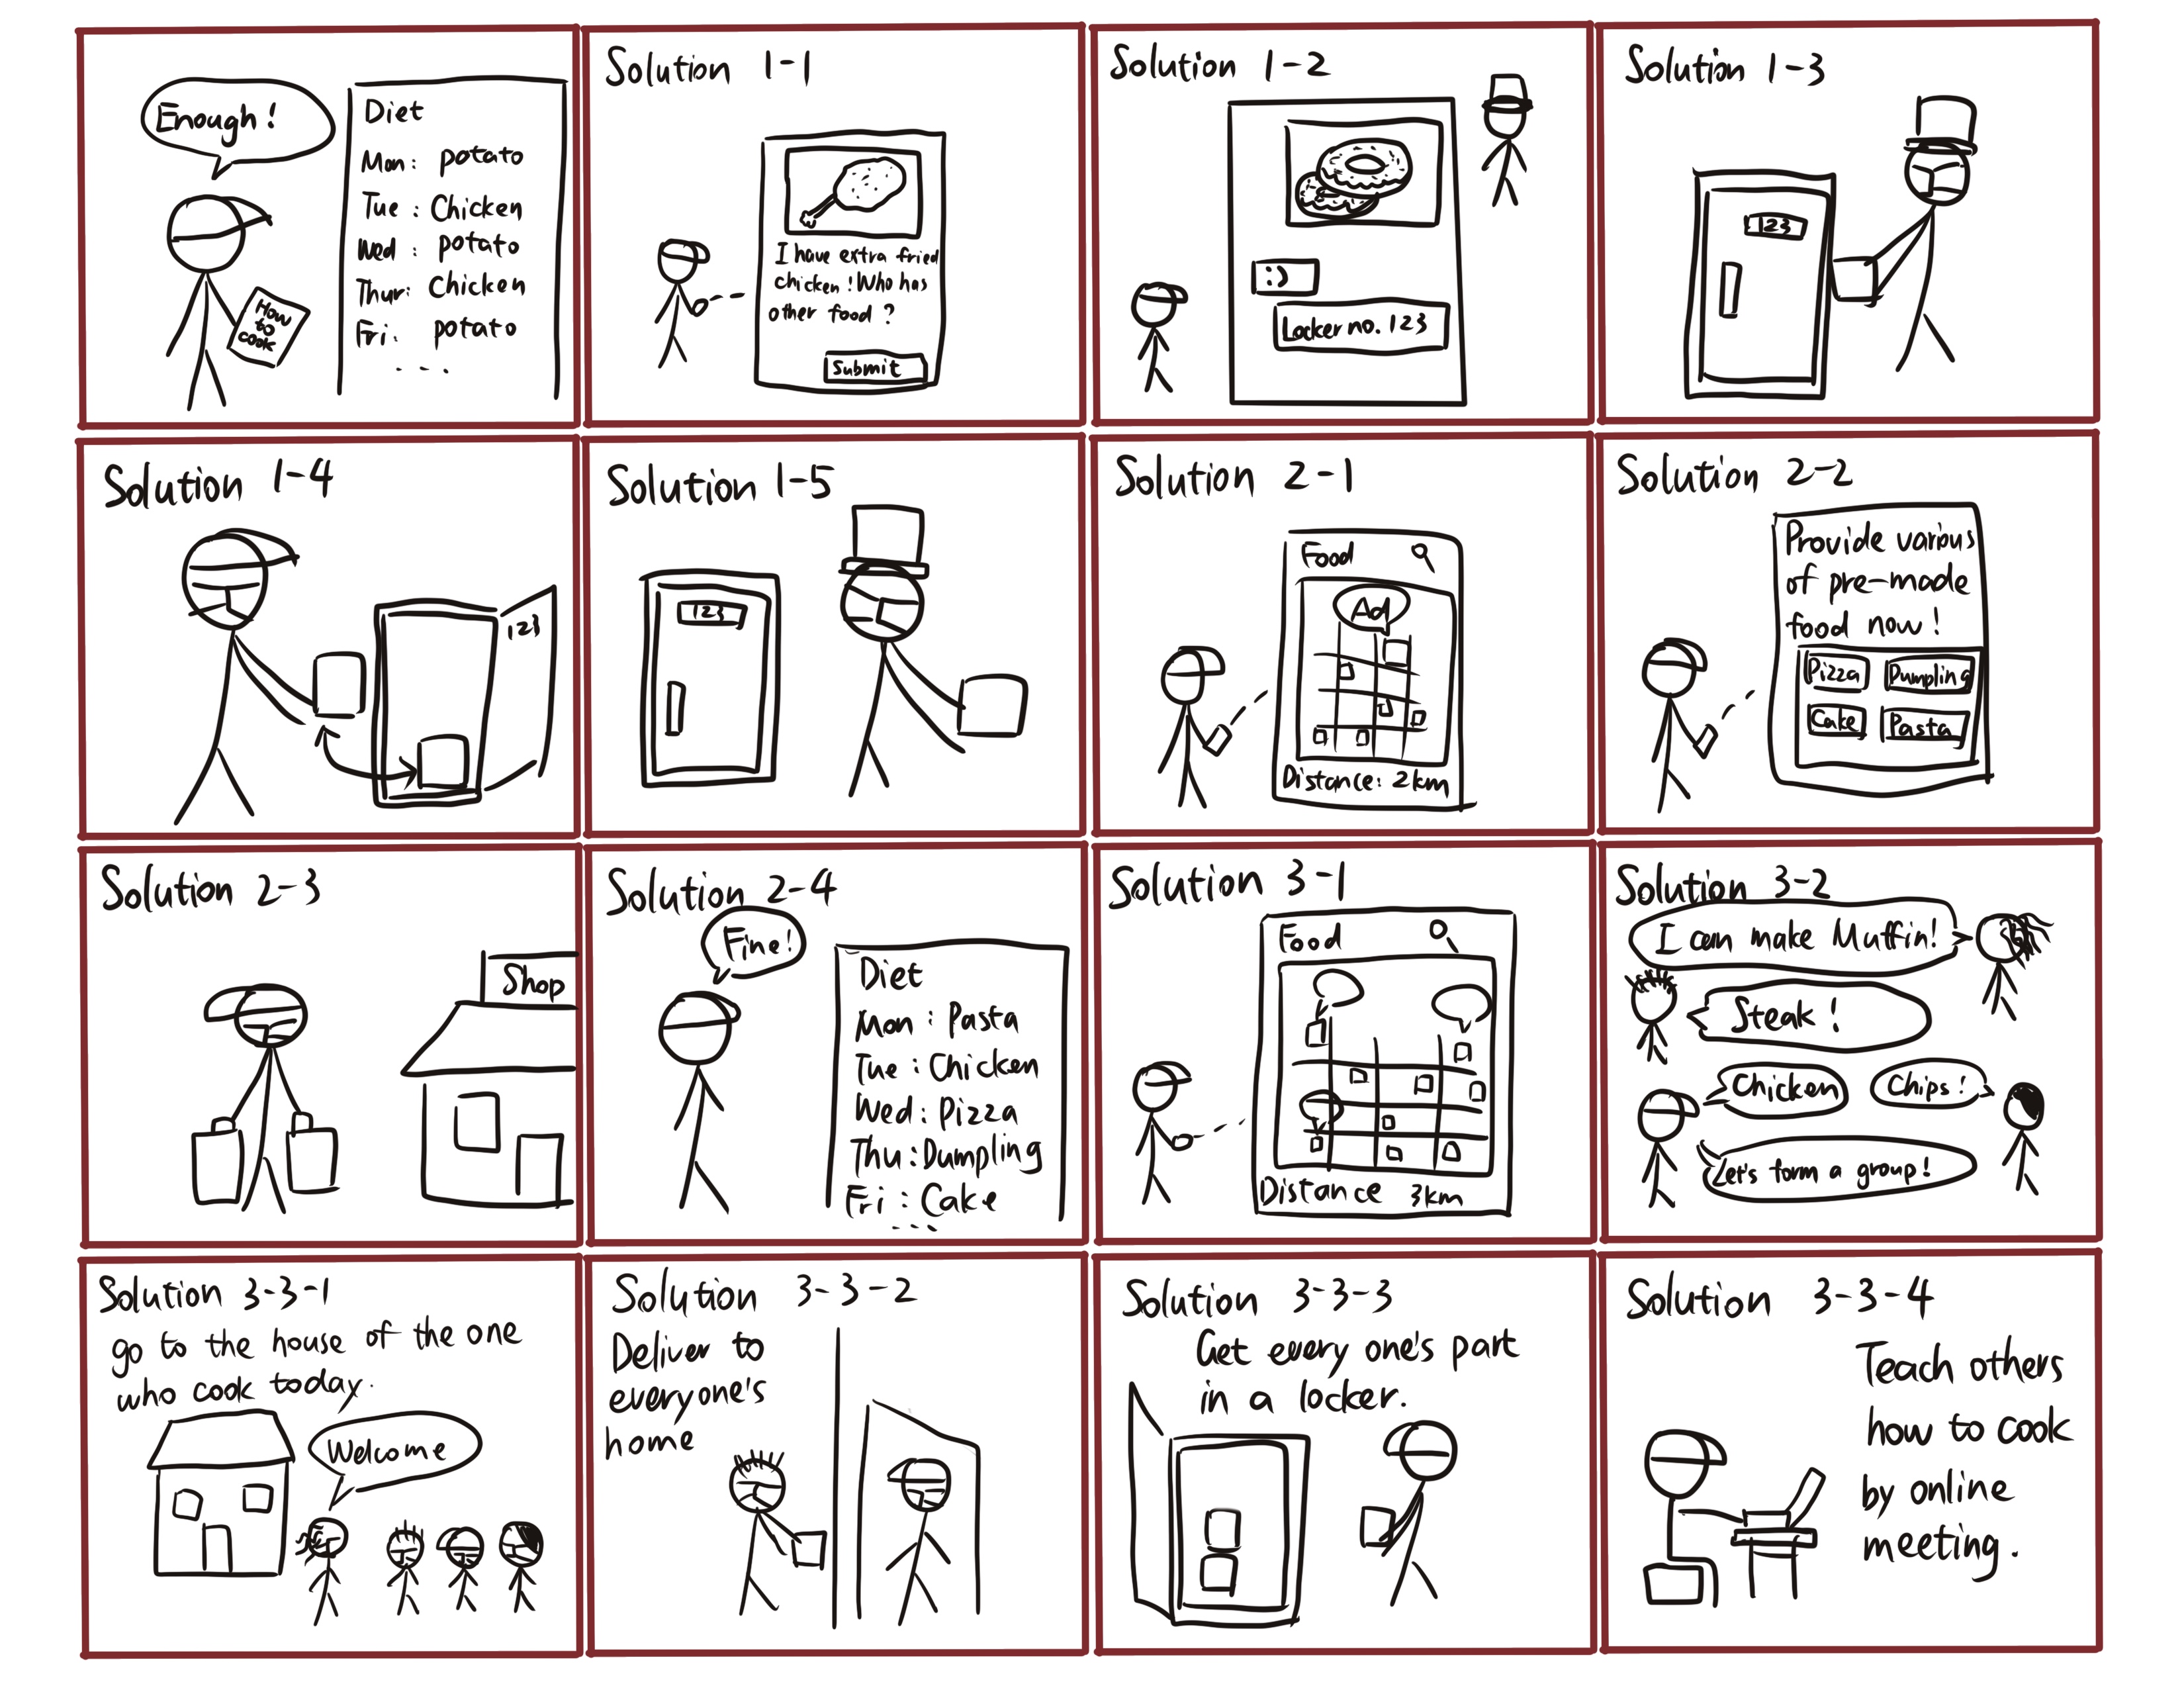 Enough!
Diet
Mon: potato
Tue: Chicken
Wed: potato
Thur: Chicken
Fri: potato
....
How
to
cook
Solution 1-1
I have extra fried
chicken! Who has
other food?
Submit
Solution 1-2
:)
Locker no. 123
Solution 1-3
123
Solution 1-4
123
Solution 1-5
123
Solution 2-1
Food
Ad
Distance: 2km
Solution 2-2
Provide various
of pre-made
food now!
Pizza Dumpling
Cake Pasta
Solution 2-3
Shop
Solution 2-4
Fine!
Diet
Mon: Pasta
Tue: Chicken
Wed: Pizza
Thu: Dumpling
Fri: Cake
...
Solution 3-1
Food
Distance 3km
Solution 3-2
I can make Muffin!
Steak!
Chicken
Chips!
Let's form a group!
Solution 3-3-1
go to the house of the one
who cook today.
Welcome
Solution 3-3-2
Deliver to
everyone's
home
Solution 3-3-3
Get every one's part
in a locker.
Solution 3-3-4
Teach others
how to cook
by online
meeting.